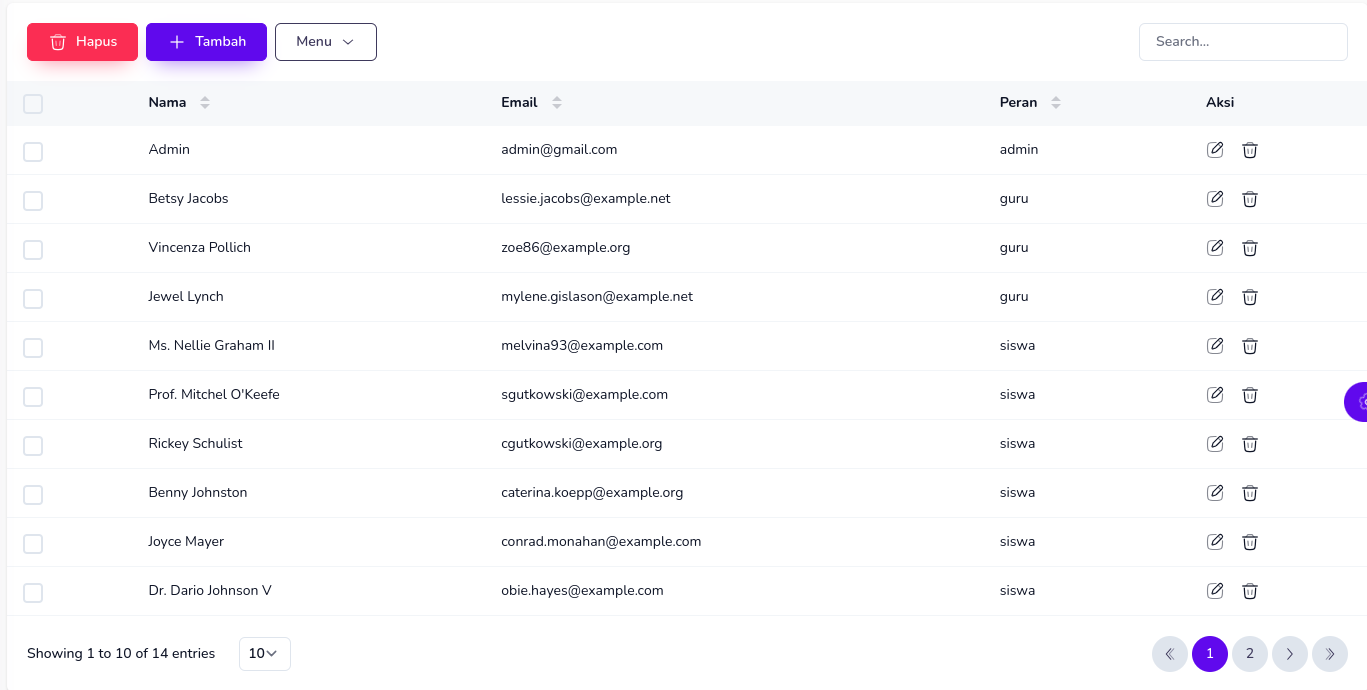 Hapus Tambah Menu Search...
Nama Email Peran Aksi
Admin admin@gmail.com admin
Betsy Jacobs lessie.jacobs@example.net guru
Vincenza Pollich zoe86@example.org guru
Jewel Lynch mylene.gislason@example.net guru
Ms. Nellie Graham II melvina93@example.com siswa
Prof. Mitchel O'Keefe sgutkowski@example.com siswa
Rickey Schulist cgutkowski@example.org siswa
Benny Johnston caterina.koepp@example.org siswa
Joyce Mayer conrad.monahan@example.com siswa
Dr. Dario Johnson V obie.hayes@example.com siswa
Showing 1 to 10 of 14 entries 10 1 2